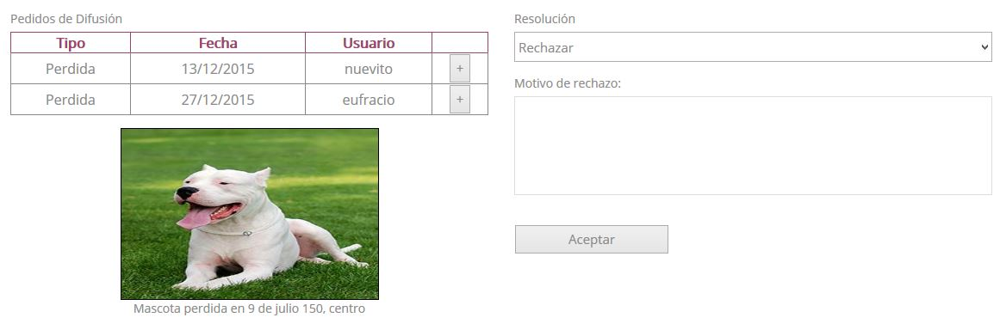 Pedidos de Difusión
Tipo Fecha Usuario
Perdida 13/12/2015 nuevito +
Perdida 27/12/2015 eufracio +
Mascota perdida en 9 de julio 150, centro
Resolución
Rechazar
Motivo de rechazo:
Aceptar